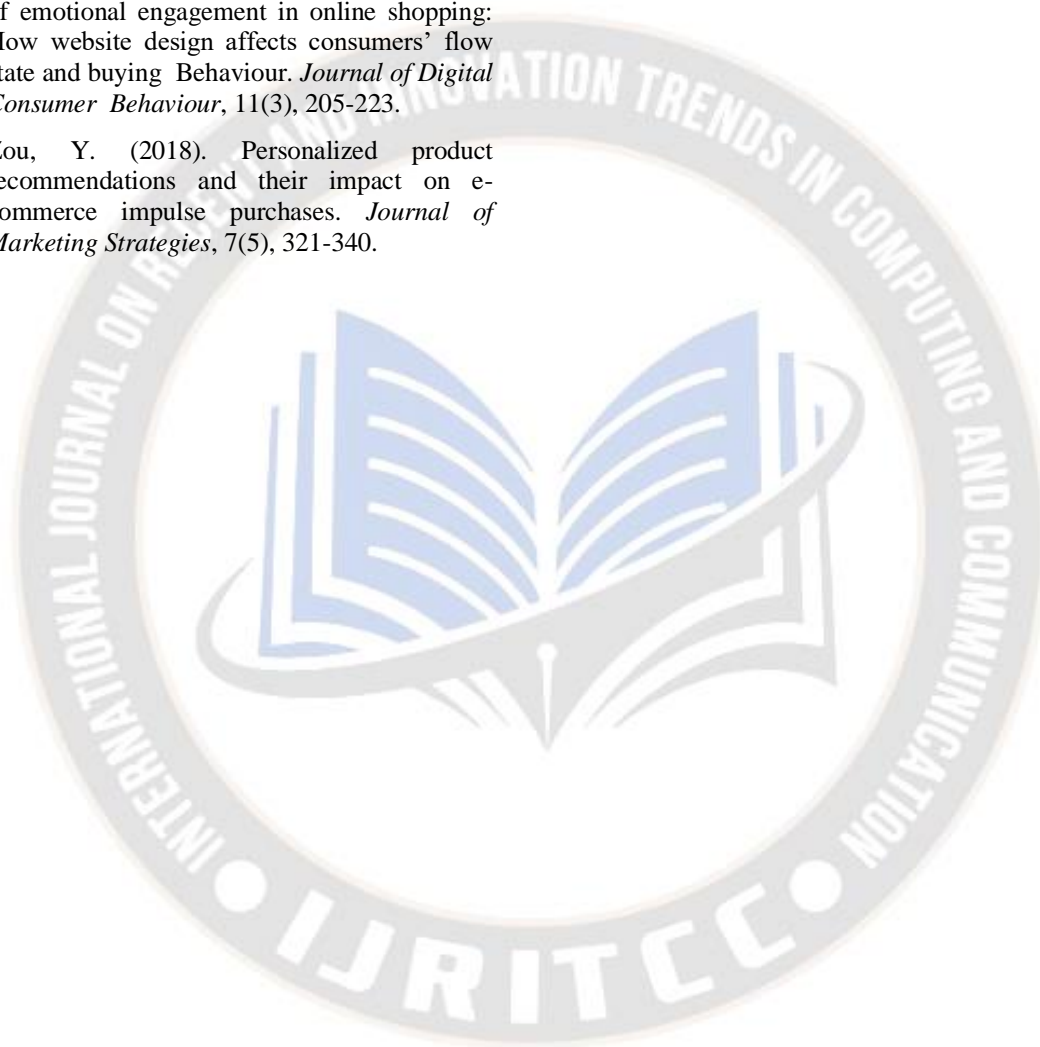 f emotional engagement in online shopping:
How website design affects consumers’ flow
tate and buying Behaviour. Journal of Digital
Consumer Behaviour, 11(3), 205-223.
Zou, Y. (2018). Personalized product
ecommendations and their impact on e-
ommerce impulse purchases. Journal of
Marketing Strategies, 7(5), 321-340.
INTERNATIONAL JOURNAL ON RECENT AND INNOVATION TRENDS IN COMPUTING AND COMMUNICATION
IJRITCC